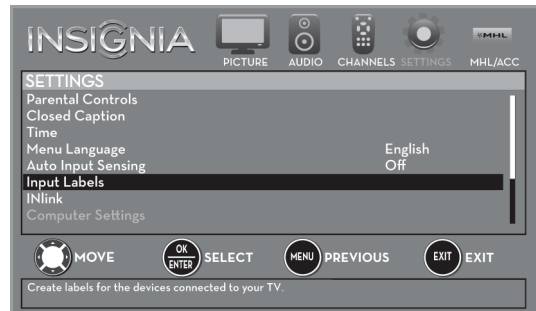 INSIGNIA
PICTURE AUDIO CHANNELS SETTINGS MHL MHL/ACC
SETTINGS
Parental Controls
Closed Caption
Time
Menu Language English
Auto Input Sensing Off
Input Labels
INlink
Computer Settings
MOVE OK ENTER SELECT MENU PREVIOUS EXIT EXIT
Create labels for the devices connected to your TV.